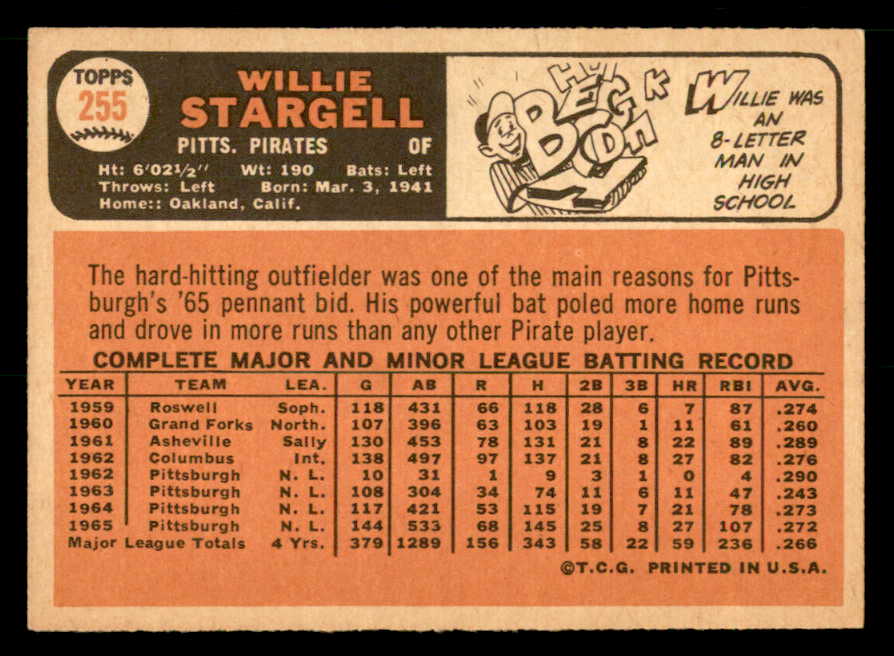 TOPPS
255
WILLIE
STARGELL
PITTS. PIRATES OF
Ht: 6'02½" Wt: 190 Bats: Left
Throws: Left Born: Mar. 3, 1941
Home:: Oakland, Calif.
WILLIE WAS
AN
8-LETTER
MAN IN
HIGH
SCHOOL
The hard-hitting outfielder was one of the main reasons for Pitts-
burgh's '65 pennant bid. His powerful bat poled more home runs
and drove in more runs than any other Pirate player.
COMPLETE MAJOR AND MINOR LEAGUE BATTING RECORD
YEAR TEAM LEA. G AB R H 2B 3B HR RBI AVG.
1959 Roswell Soph. 118 431 66 118 28 6 7 87 .274
1960 Grand Forks North. 107 396 63 103 19 1 11 61 .260
1961 Asheville Sally 130 453 78 131 21 8 22 89 .289
1962 Columbus Int. 138 497 97 137 21 8 27 82 .276
1962 Pittsburgh N. L. 10 31 1 9 3 1 0 4 .290
1963 Pittsburgh N. L. 108 304 34 74 11 6 11 47 .243
1964 Pittsburgh N. L. 117 421 53 115 19 7 21 78 .273
1965 Pittsburgh N. L. 144 533 68 145 25 8 27 107 .272
Major League Totals 4 Yrs. 379 1289 156 343 58 22 59 236 .266
©T.C.G. PRINTED IN U.S.A.